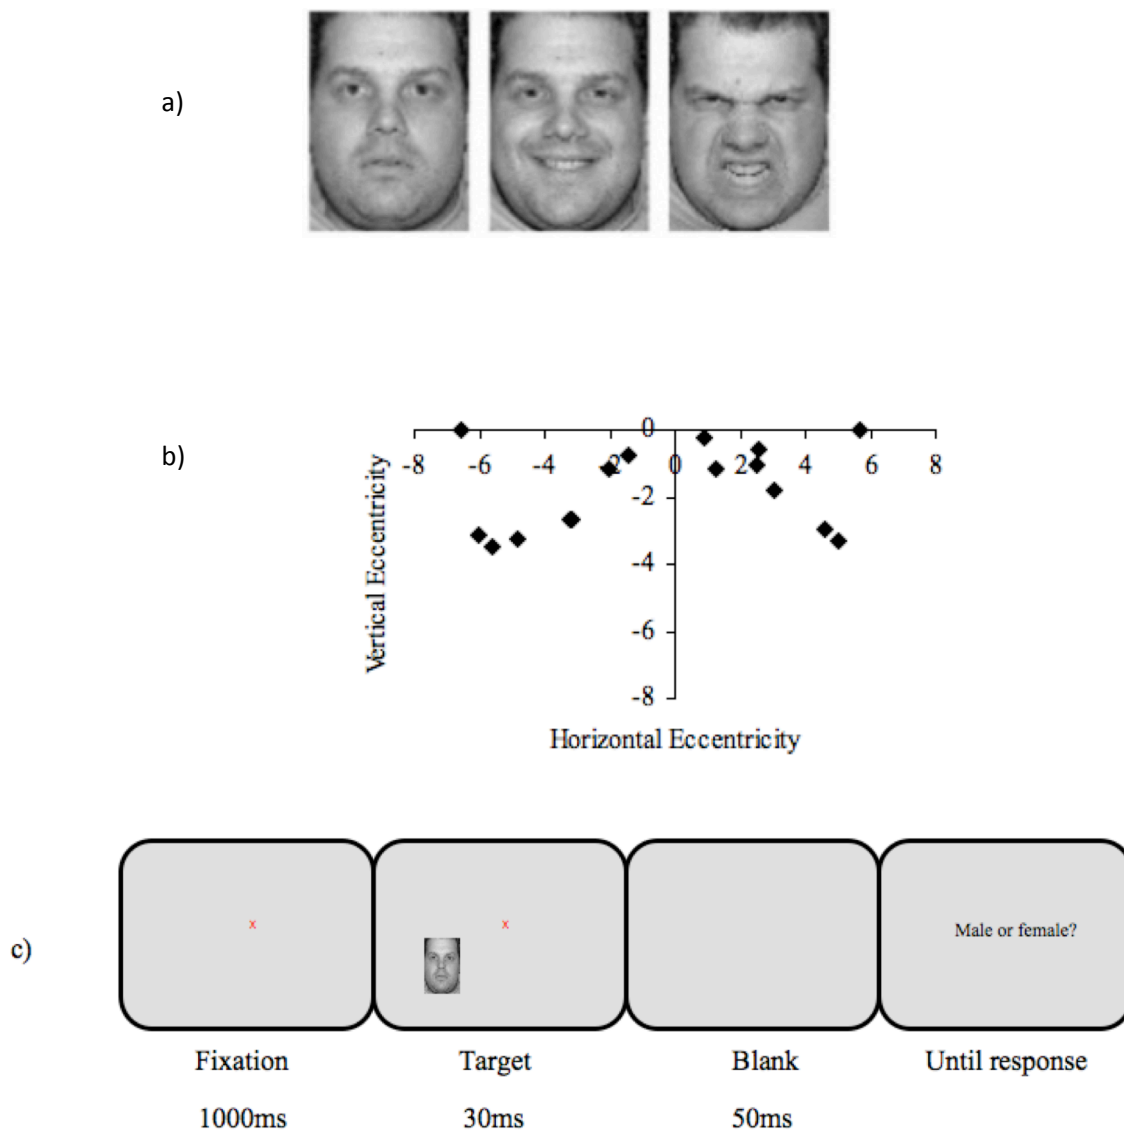 a)
b)
0
-8 -6 -4 -2 0 2 4 6 8
-2
-4
-6
-8
Vertical Eccentricity
Horizontal Eccentricity
c)
x
x
Male or female?
Fixation Target Blank Until response
1000ms 30ms 50ms